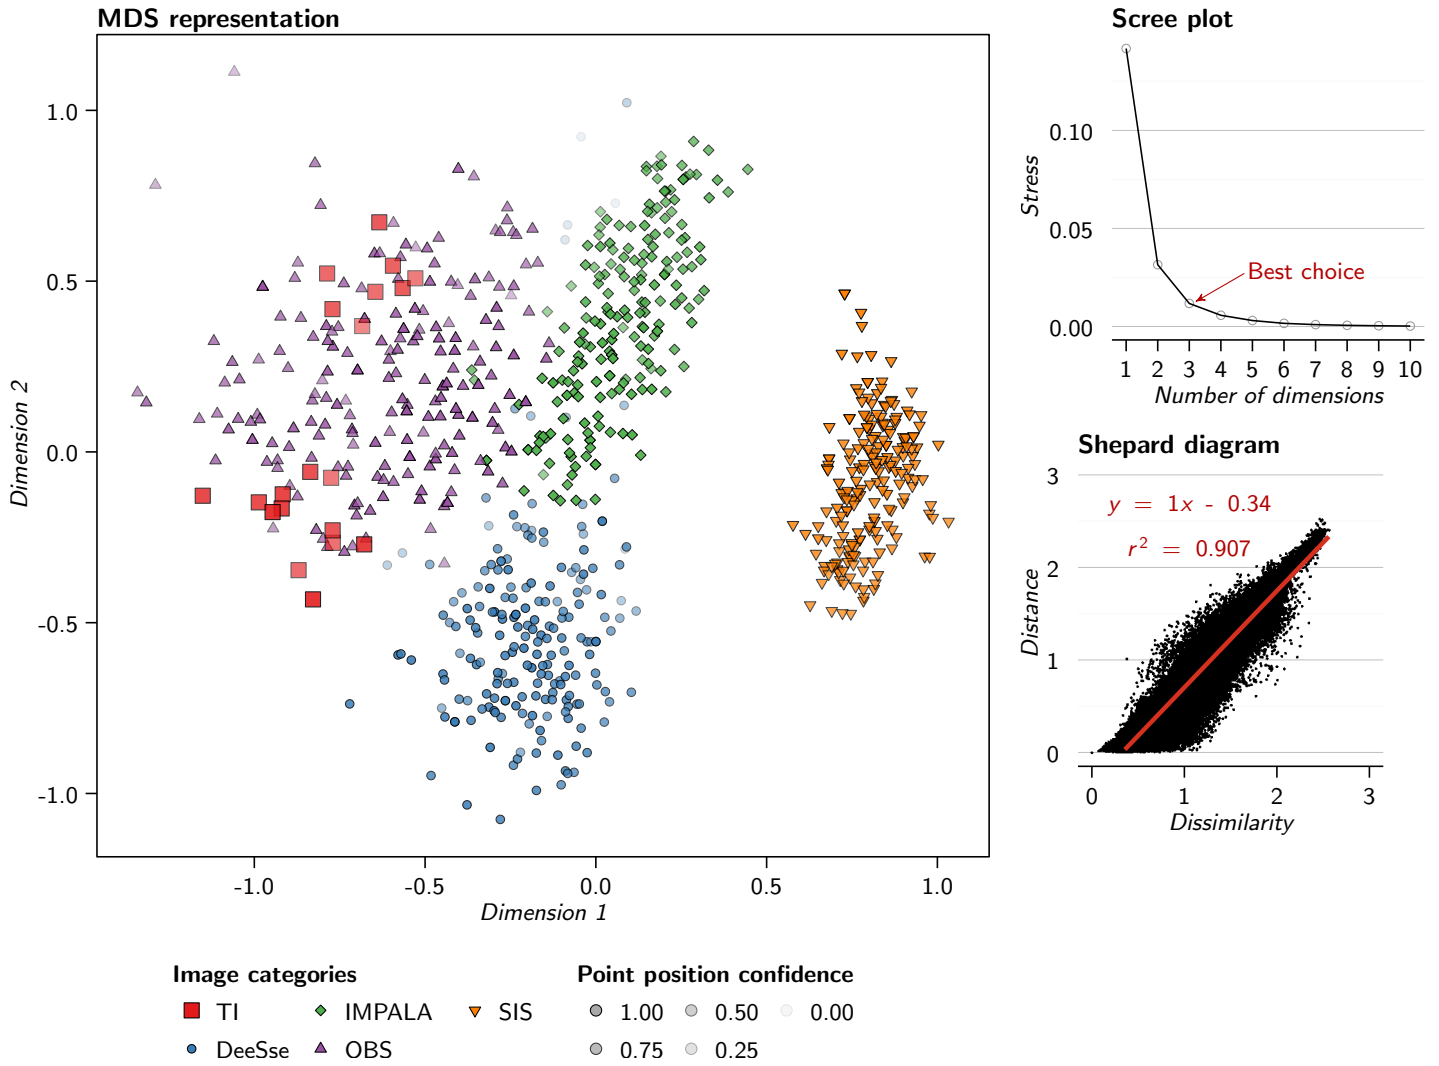 MDS representation
1.0
0.5
0.0
-0.5
-1.0
Dimension 2
-1.0 -0.5 0.0 0.5 1.0
Dimension 1
Scree plot
0.10
0.05
0.00
Stress
Best choice
1 2 3 4 5 6 7 8 9 10
Number of dimensions
Shepard diagram
3
2
1
0
Distance
y = 1x - 0.34
r² = 0.907
0 1 2 3
Dissimilarity
Image categories
TI IMPALA SIS
DeeSse OBS
Point position confidence
1.00 0.50 0.00
0.75 0.25